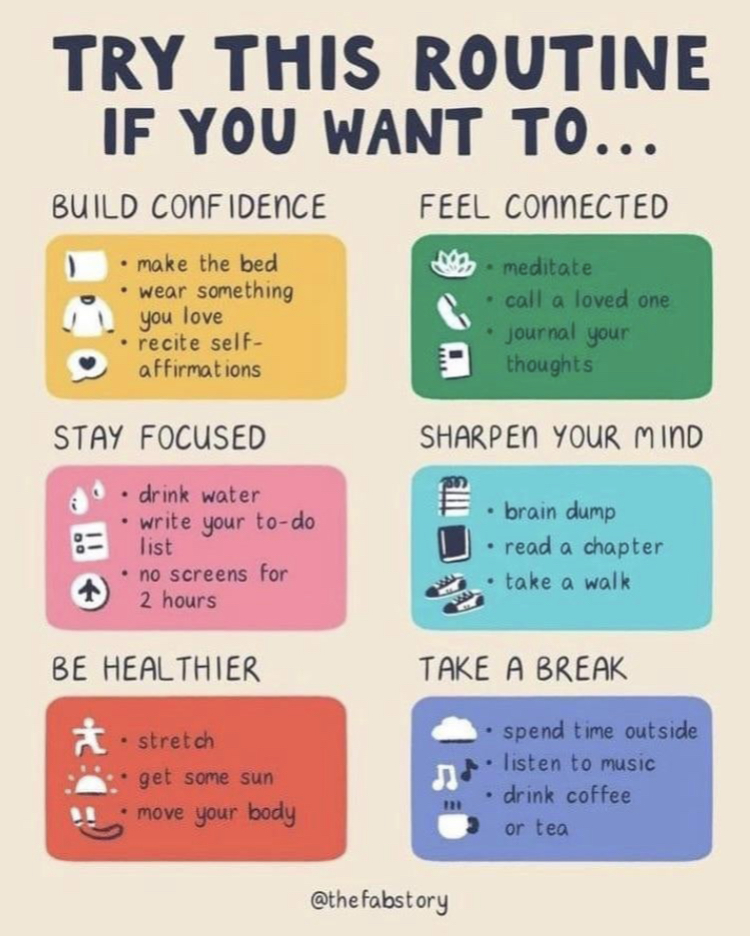 TRY THIS ROUTINE
IF YOU WANT TO...
BUILD CONFIDENCE
• make the bed
• wear something
you love
• recite self-
affirmations
FEEL CONNECTED
• meditate
• call a loved one
• journal your
thoughts
STAY FOCUSED
• drink water
• write your to-do
list
• no screens for
2 hours
SHARPEN YOUR MIND
• brain dump
• read a chapter
• take a walk
BE HEALTHIER
• stretch
• get some sun
• move your body
TAKE A BREAK
• spend time outside
• listen to music
• drink coffee
or tea
@thefabstory